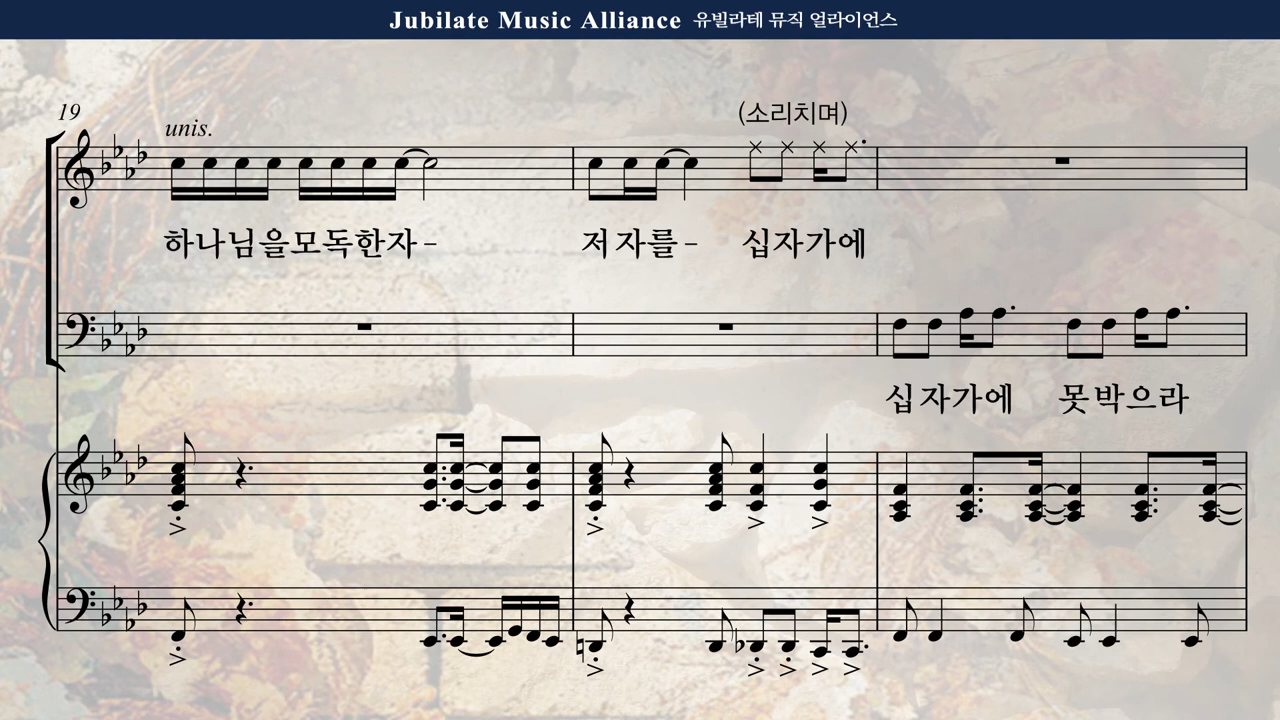 Jubilate Music Alliance 유빌라테 뮤직 얼라이언스
19
unis.
(소리치며)
하나님을모독한자- 저자를- 십자가에
십자가에 못박으라